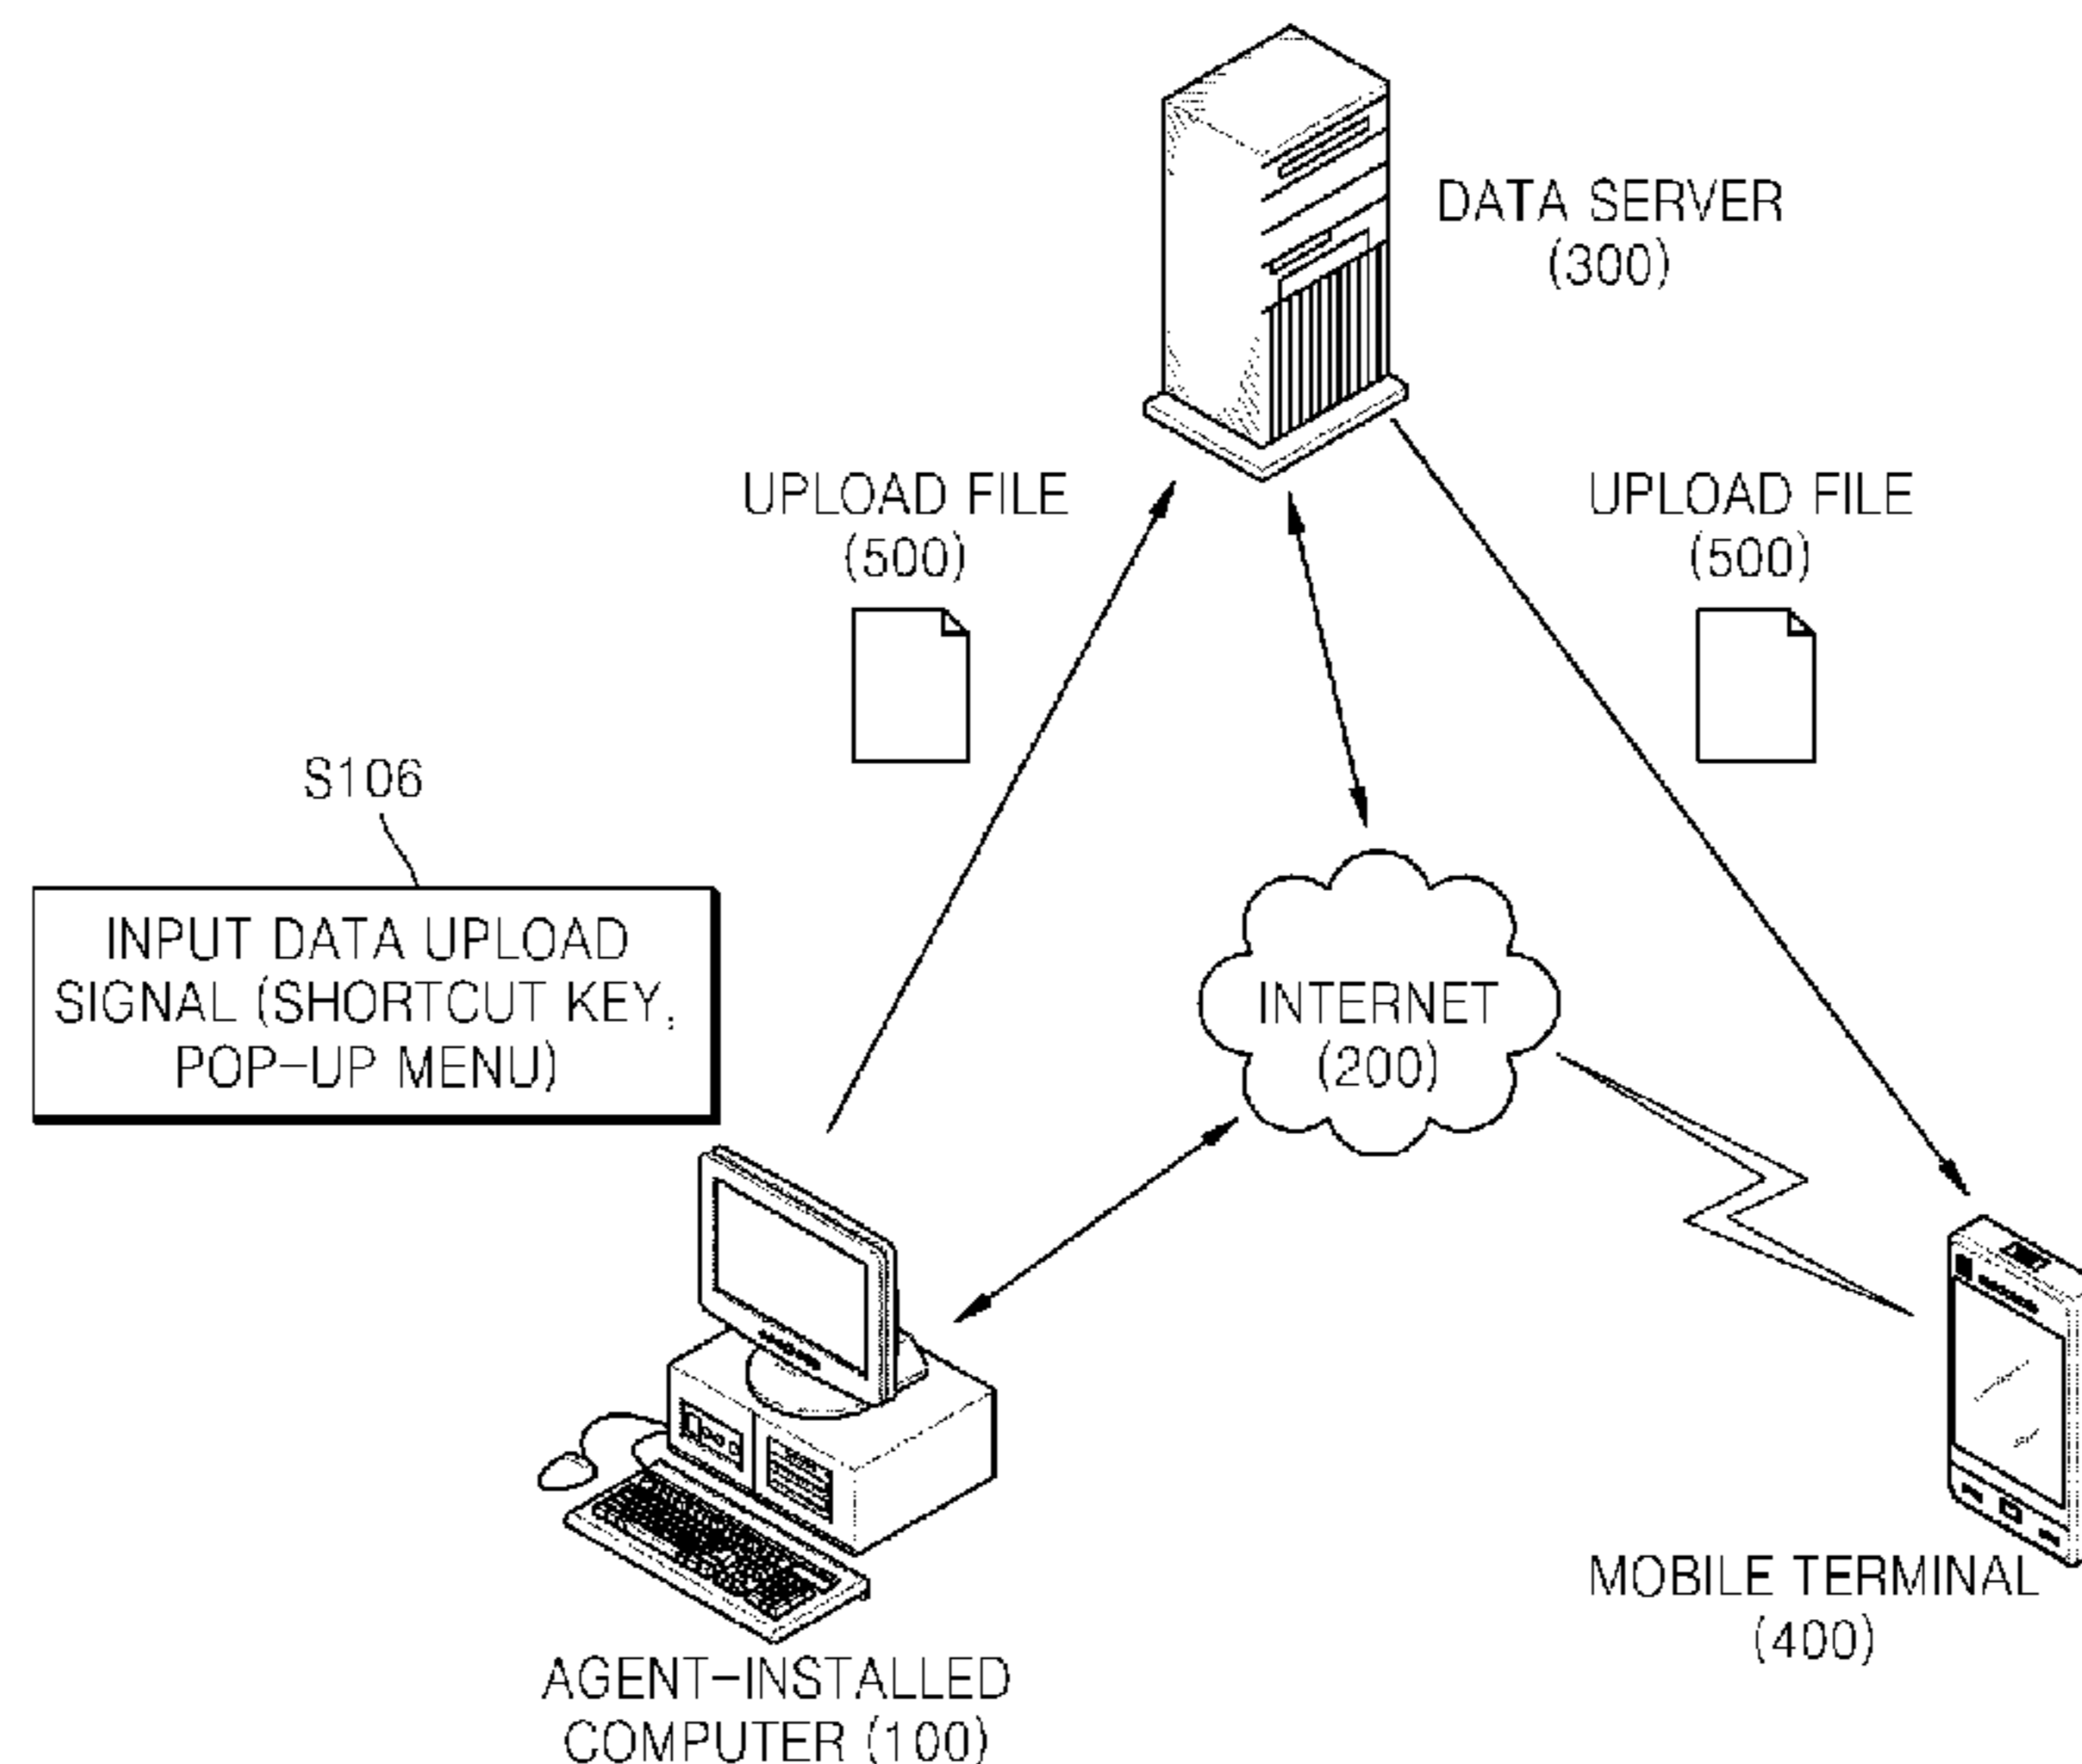 DATA SERVER
(300)
UPLOAD FILE
(500)
UPLOAD FILE
(500)
S106
INPUT DATA UPLOAD
SIGNAL (SHORTCUT KEY,
POP-UP MENU)
INTERNET
(200)
MOBILE TERMINAL
(400)
AGENT-INSTALLED
COMPUTER (100)